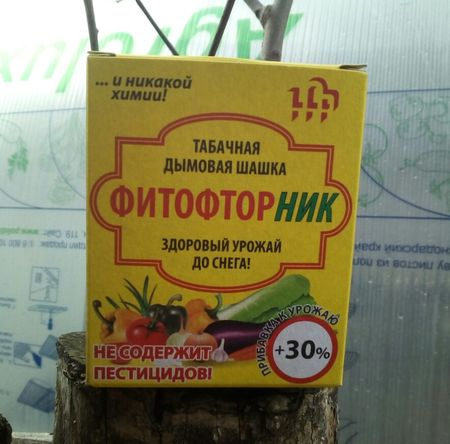 ...и никакой
химии!
ТАБАЧНАЯ
ДЫМОВАЯ ШАШКА
ФИТОФТОРНИК
ЗДОРОВЫЙ УРОЖАЙ
ДО СНЕГА!
НЕ СОДЕРЖИТ
ПЕСТИЦИДОВ!
ПРИБАВКА К УРОЖАЮ
+30%